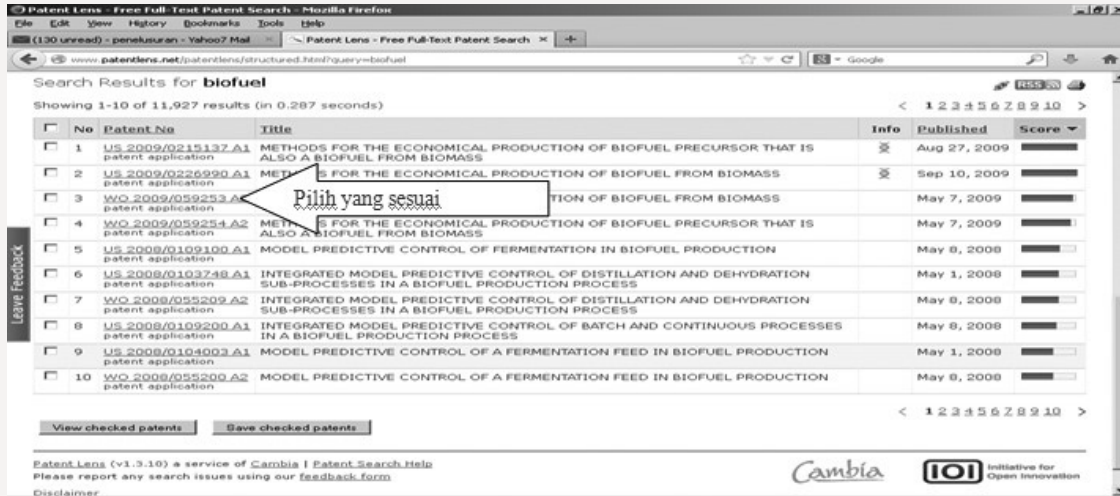 Patent Lens - Free Full-Text Patent Search - Mozilla Firefox
File Edit View History Bookmarks Tools Help
(130 unread) - penelusuran - Yahoo7 Mail Patent Lens - Free Full-Text Patent Search
www.patentlens.net/patentlens/structured.html?query=biofuel Google
Search Results for biofuel RSS
Showing 1-10 of 11,927 results (in 0.287 seconds) < 1 2 3 4 5 6 7 8 9 10 >
No Patent No Title Info Published Score
1 US 2009/0215137 A1 METHODS FOR THE ECONOMICAL PRODUCTION OF BIOFUEL PRECURSOR THAT IS Aug 27, 2009
patent application ALSO A BIOFUEL FROM BIOMASS
2 US 2009/0226990 A1 S FOR THE ECONOMICAL PRODUCTION OF BIOFUEL FROM BIOMASS Sep 10, 2009
patent application
3 WO 2009/059253 Pilih yang sesuai TION OF BIOFUEL FROM BIOMASS May 7, 2009
patent application
4 WO 2009/059254 A2 S FOR THE ECONOMICAL PRODUCTION OF BIOFUEL PRECURSOR THAT IS May 7, 2009
patent application ALSO A BIOFUEL FROM BIOMASS
5 US 2008/0109100 A1 MODEL PREDICTIVE CONTROL OF FERMENTATION IN BIOFUEL PRODUCTION May 8, 2008
patent application
6 US 2008/0103748 A1 INTEGRATED MODEL PREDICTIVE CONTROL OF DISTILLATION AND DEHYDRATION May 1, 2008
patent application SUB-PROCESSES IN A BIOFUEL PRODUCTION PROCESS
7 WO 2008/055209 A2 INTEGRATED MODEL PREDICTIVE CONTROL OF DISTILLATION AND DEHYDRATION May 8, 2008
patent application SUB-PROCESSES IN A BIOFUEL PRODUCTION PROCESS
8 US 2008/0109200 A1 INTEGRATED MODEL PREDICTIVE CONTROL OF BATCH AND CONTINUOUS PROCESSES May 8, 2008
patent application IN A BIOFUEL PRODUCTION PROCESS
9 US 2008/0104003 A1 MODEL PREDICTIVE CONTROL OF A FERMENTATION FEED IN BIOFUEL PRODUCTION May 1, 2008
patent application
10 WO 2008/055200 A2 MODEL PREDICTIVE CONTROL OF A FERMENTATION FEED IN BIOFUEL PRODUCTION May 8, 2008
patent application
< 1 2 3 4 5 6 7 8 9 10 >
View checked patents Save checked patents
Patent Lens (v1.3.10) a service of Cambia | Patent Search Help
Please report any search issues using our feedback form
Disclaimer
Cambia IOI Initiative for
Open Innovation
Leave Feedback